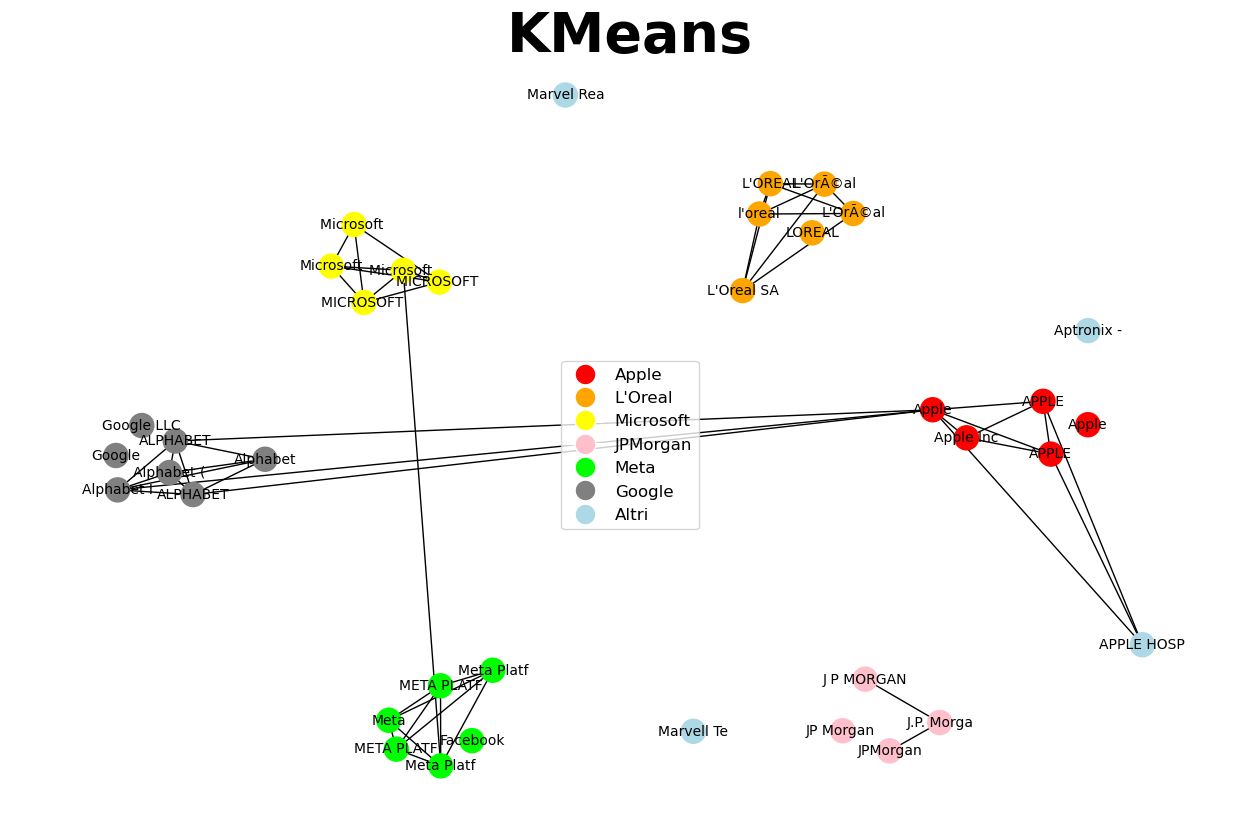 KMeans
Marvel Rea
L'OREAL
L'OrÃ©al
l'oreal
L'OrÃ©al
LOREAL
L'Oreal SA
Microsoft
Microsoft
Microsoft
MICROSOFT
MICROSOFT
Aptronix -
Apple
L'Oreal
Microsoft
JPMorgan
Meta
Google
Altri
Apple
APPLE
Apple
Apple Inc
APPLE
Google LLC
ALPHABET
Google
Alphabet
Alphabet (
Alphabet I
ALPHABET
APPLE HOSP
Meta Platf
META PLATF
Meta
Facebook
META PLATF
Meta Platf
Marvell Te
J P MORGAN
J.P. Morga
JP Morgan
JPMorgan